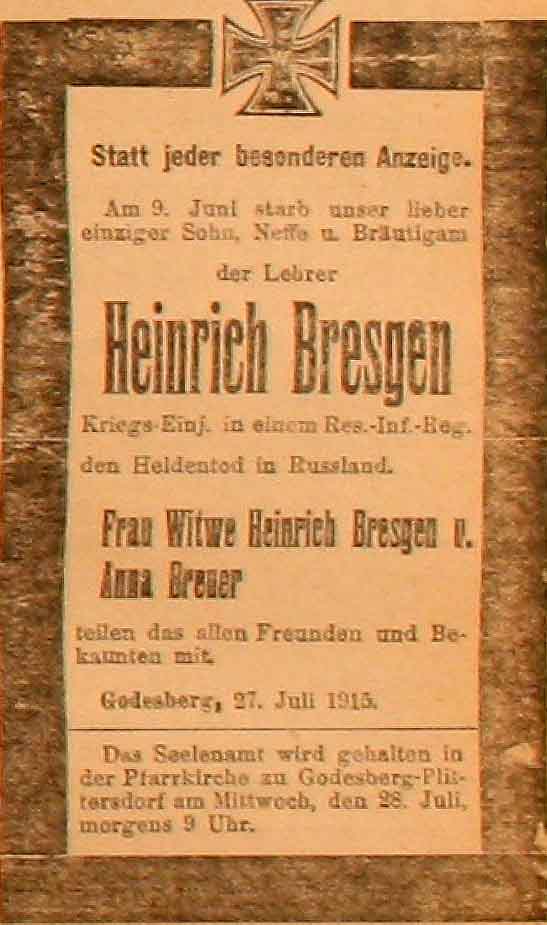 Statt jeder besonderen Anzeige.
Am 9. Juni starb unser lieber
einziger Sohn, Neffe u. Bräutigam
der Lehrer
Heinrich Bresgen
Kriegs-Einj. in einem Res.-Inf.-Reg.
den Heldentod in Russland.
Frau Witwe Heinrich Bresgen u.
Anna Breuer
teilen das allen Freunden und Be-
kannten mit.
Godesberg, 27. Juli 1915.
Das Seelenamt wird gehalten in
der Pfarrkirche zu Godesberg-Plit-
tersdorf am Mittwoch, den 28. Juli,
morgens 9 Uhr.